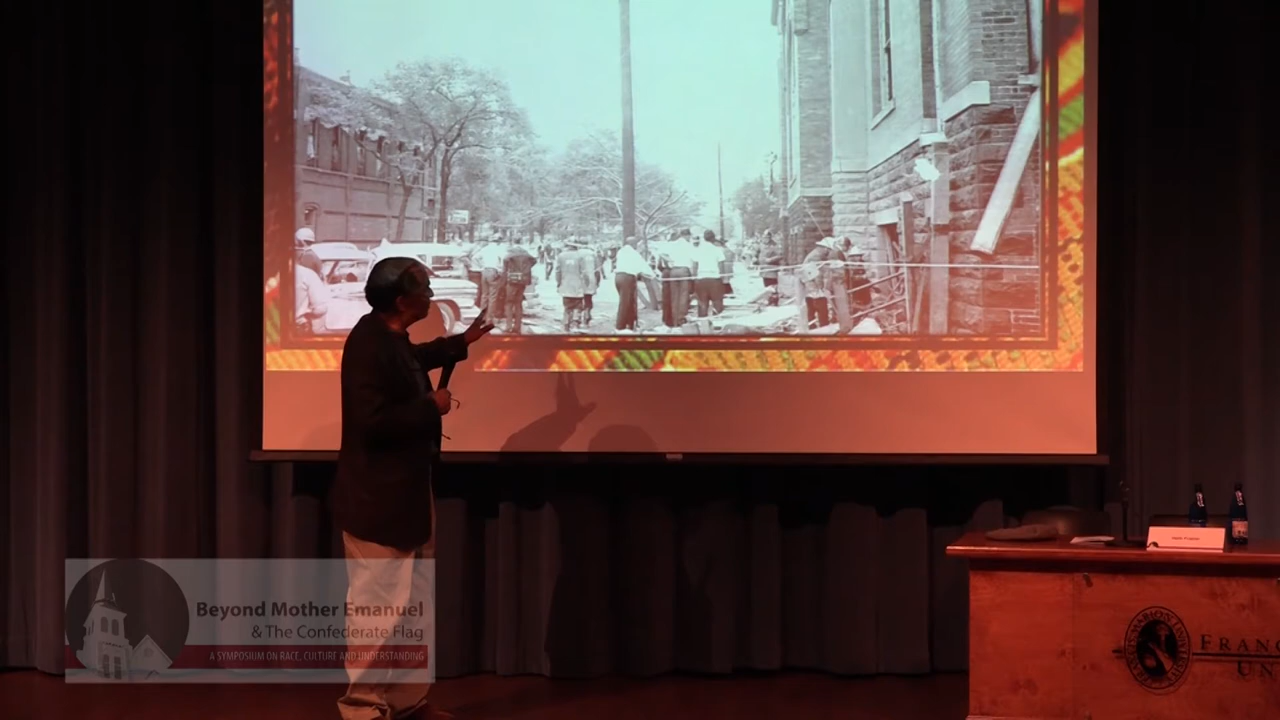 Beyond Mother Emanuel
& The Confederate Flag
A SYMPOSIUM ON RACE, CULTURE AND UNDERSTANDING
FRANC
UN